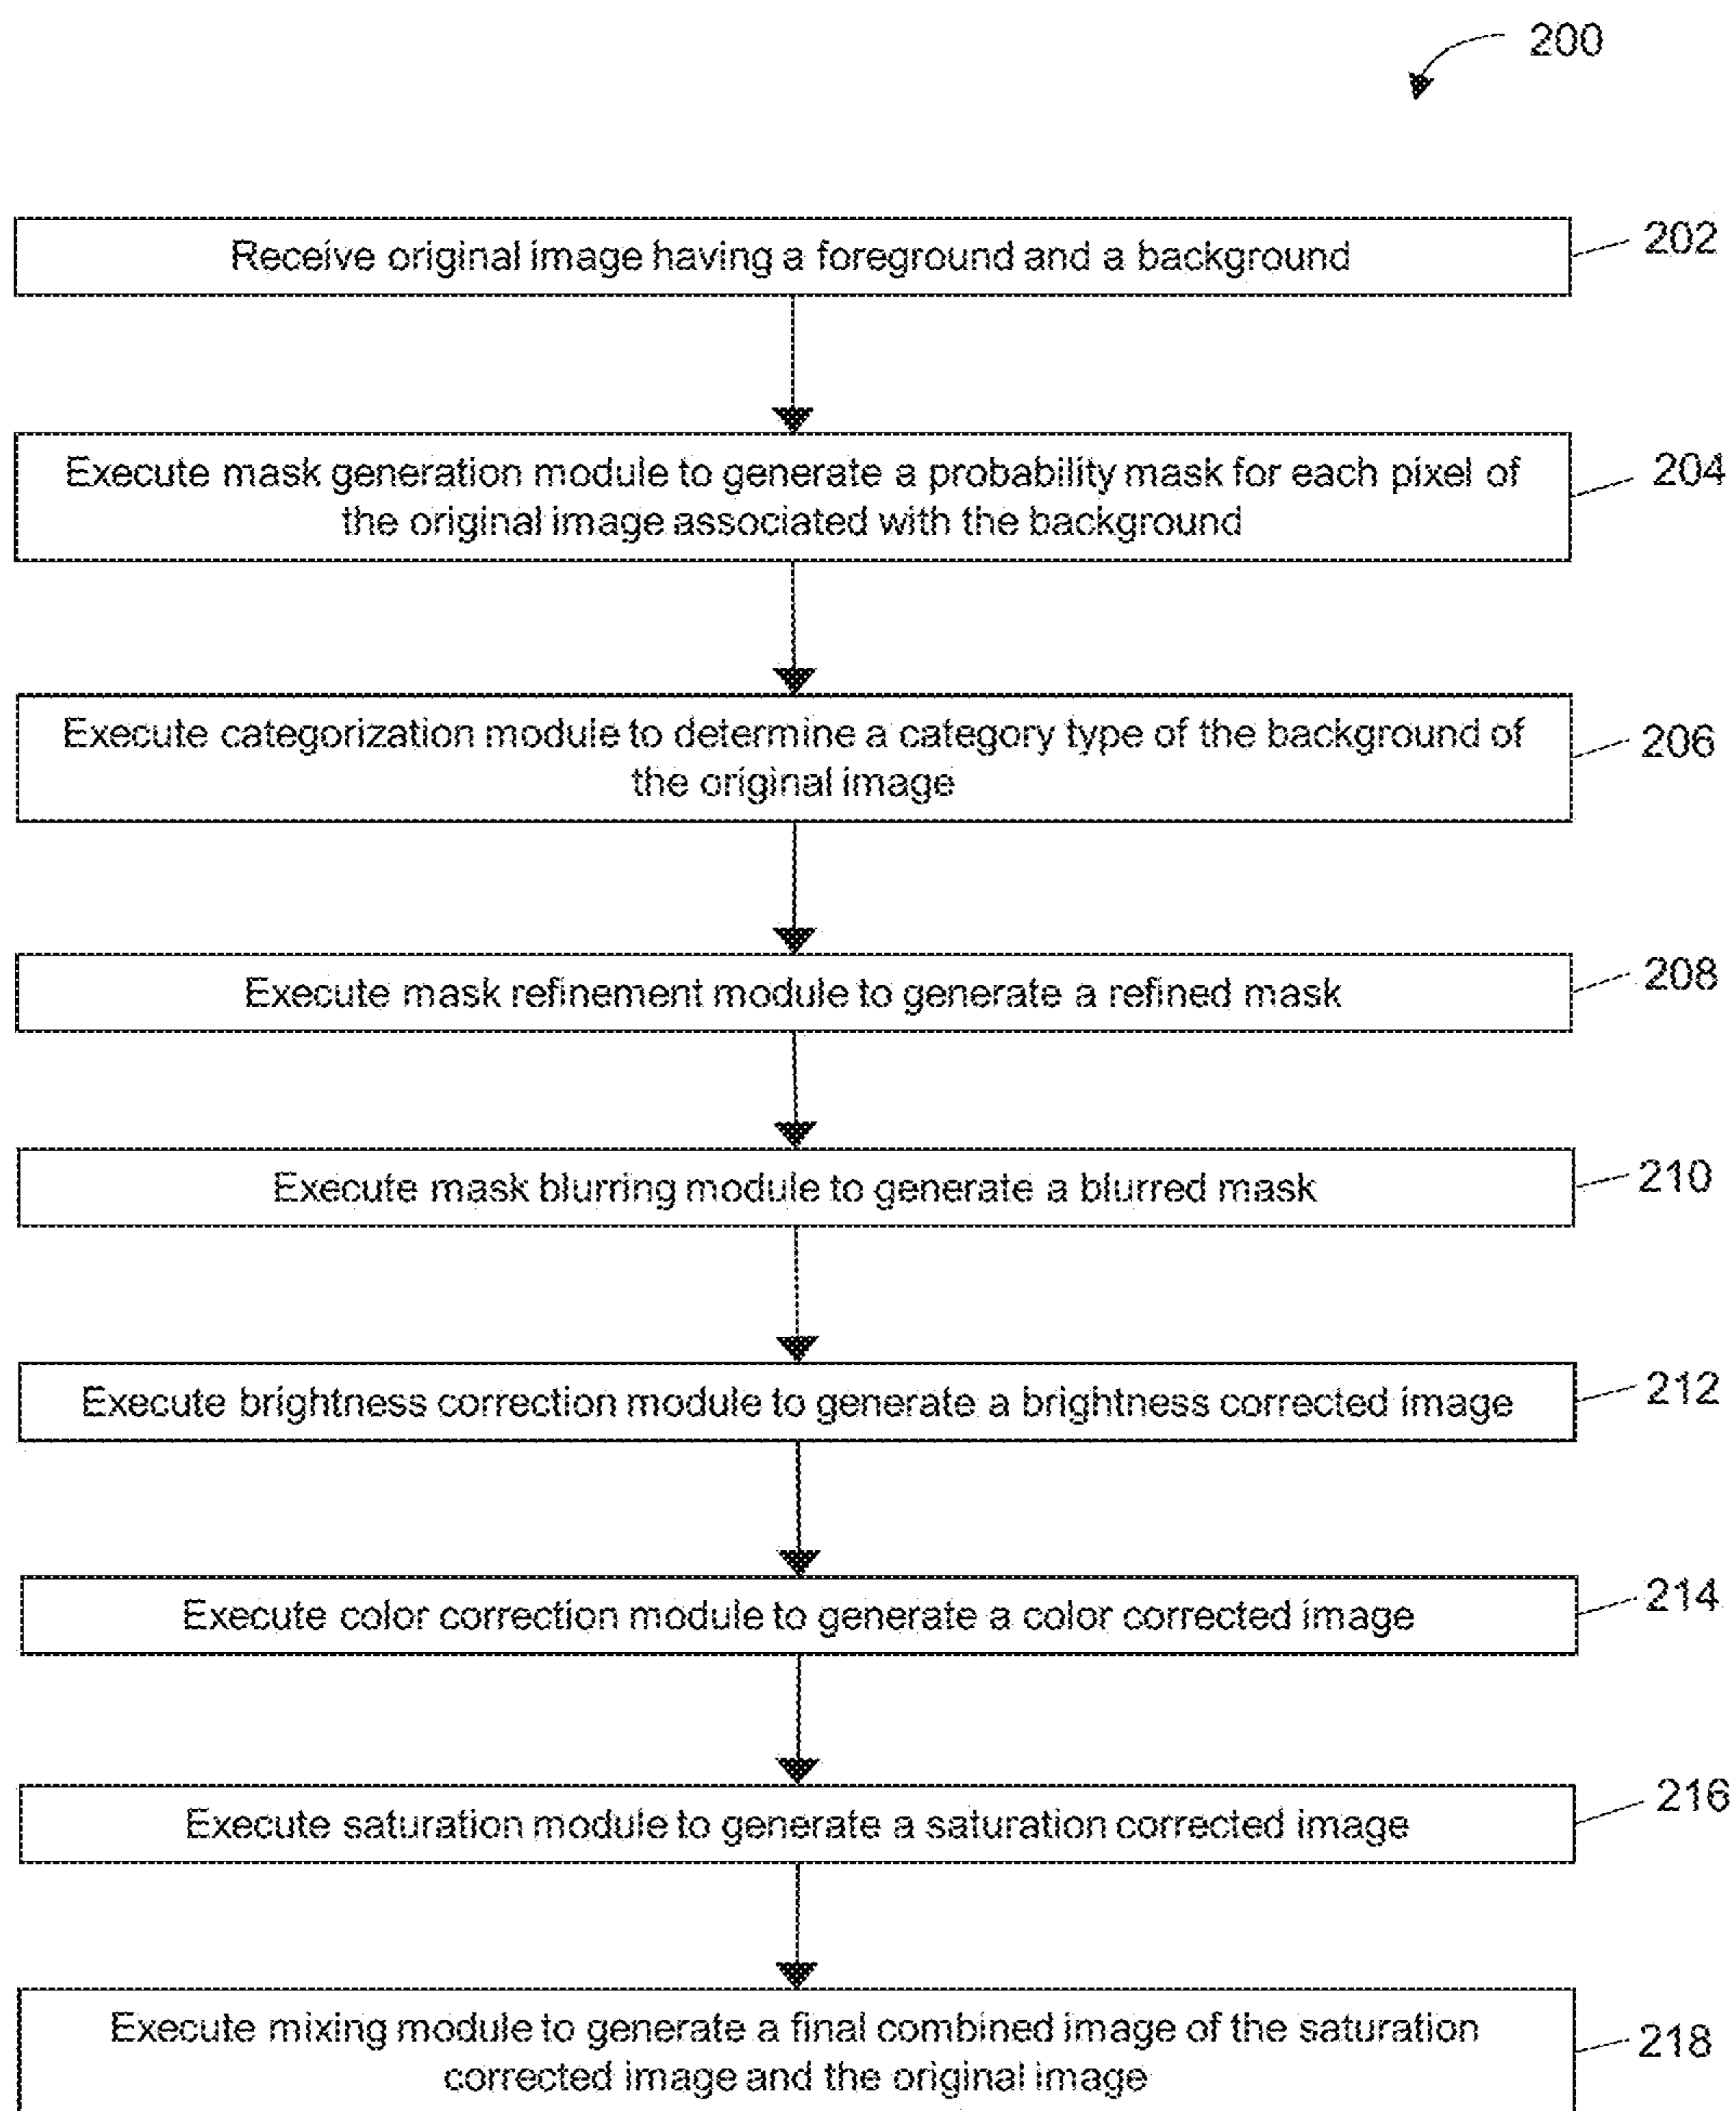 200
Receive original image having a foreground and a background
202
Execute mask generation module to generate a probability mask for each pixel of
the original image associated with the background
204
Execute categorization module to determine a category type of the background of
the original image
206
Execute mask refinement module to generate a refined mask
208
Execute mask blurring module to generate a blurred mask
210
Execute brightness correction module to generate a brightness corrected image
212
Execute color correction module to generate a color corrected image
214
Execute saturation module to generate a saturation corrected image
216
Execute mixing module to generate a final combined image of the saturation
corrected image and the original image
218